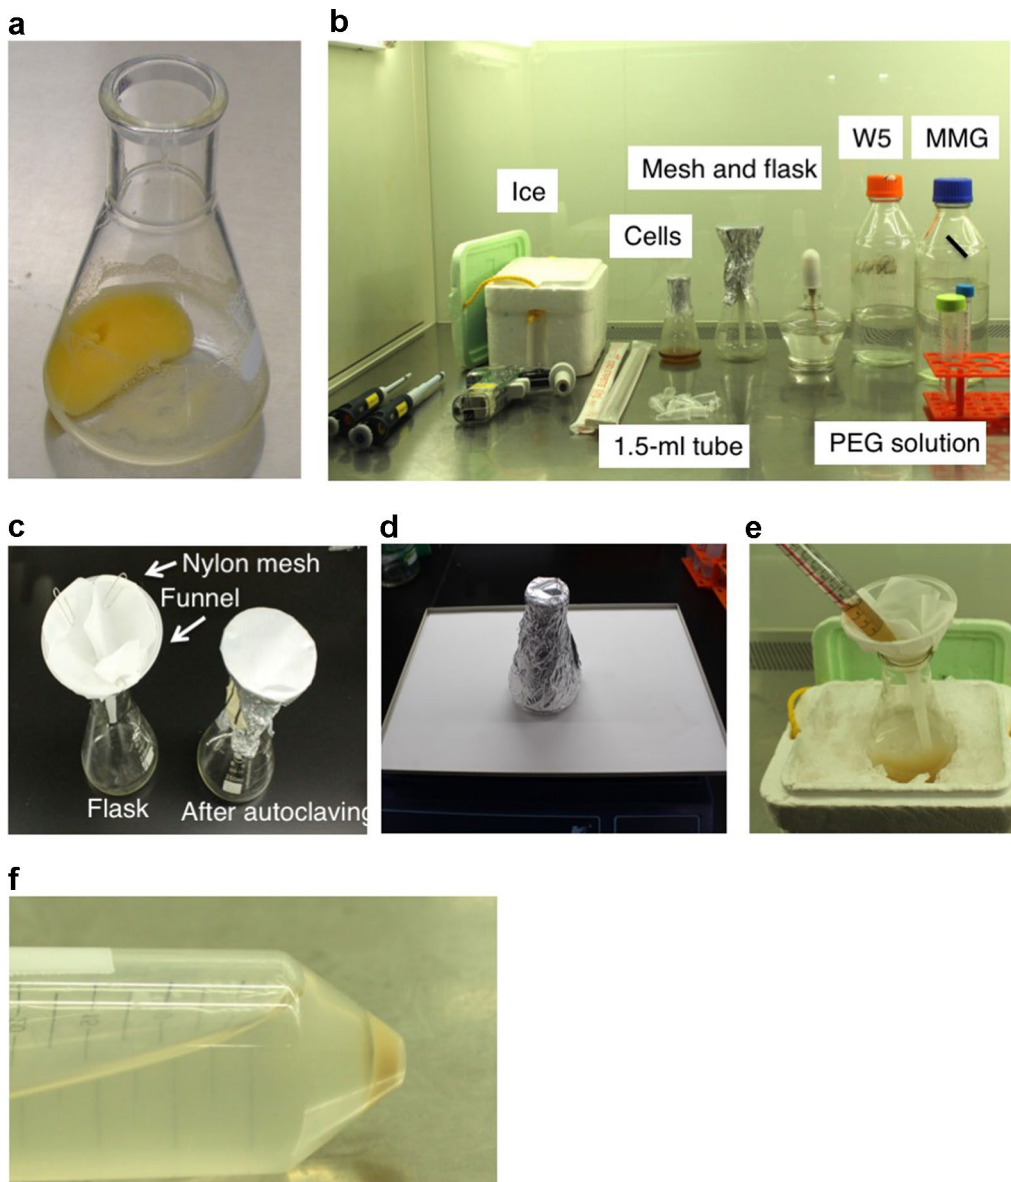 a
b
W5
MMG
Mesh and flask
Ice
Cells
1.5-ml tube
PEG solution
c
Nylon mesh
Funnel
Flask
After autoclaving
d
e
f